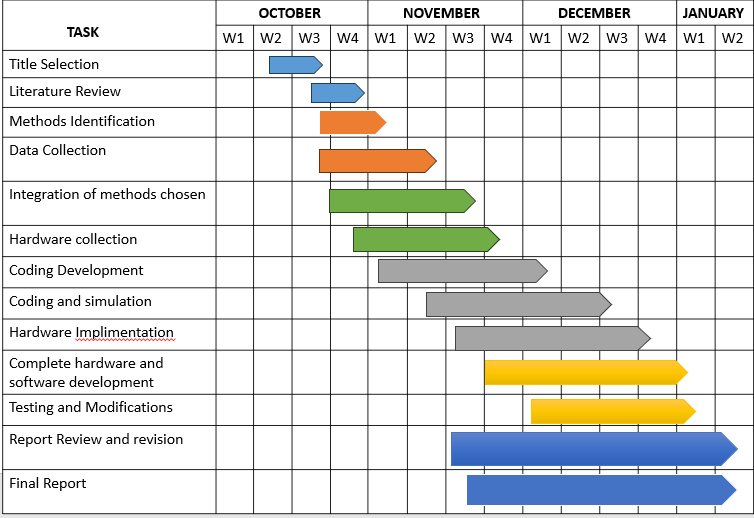 TASK
OCTOBER NOVEMBER DECEMBER JANUARY
W1 W2 W3 W4 W1 W2 W3 W4 W1 W2 W3 W4 W1 W2
Title Selection
Literature Review
Methods Identification
Data Collection
Integration of methods chosen
Hardware collection
Coding Development
Coding and simulation
Hardware Implimentation
Complete hardware and
software development
Testing and Modifications
Report Review and revision
Final Report